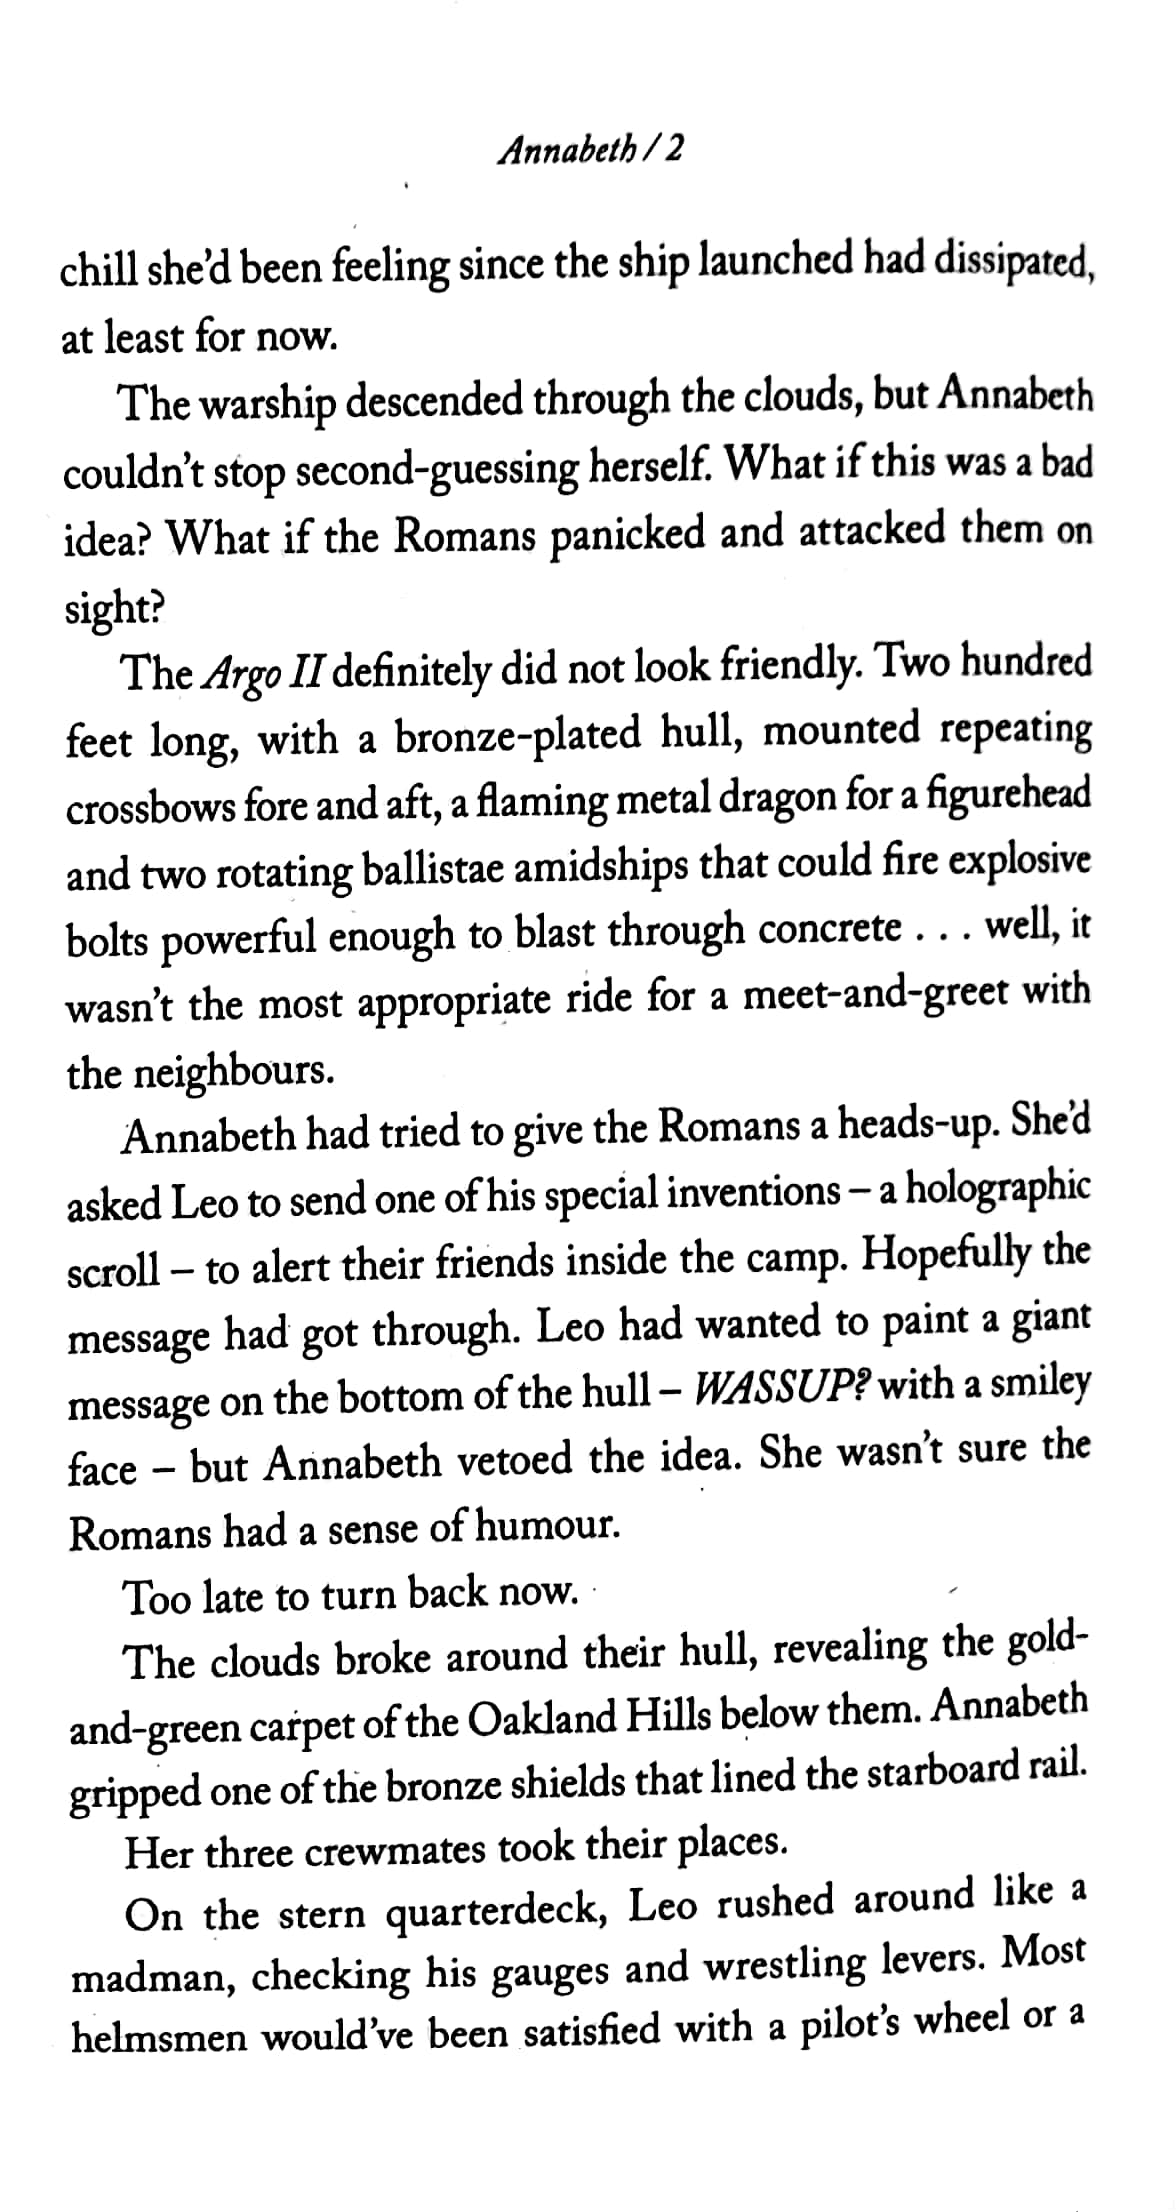 Annabeth / 2
chill she'd been feeling since the ship launched had dissipated,
at least for now.
The warship descended through the clouds, but Annabeth
couldn't stop second-guessing herself. What if this was a bad
idea? What if the Romans panicked and attacked them on
sight?
The Argo II definitely did not look friendly. Two hundred
feet long, with a bronze-plated hull, mounted repeating
crossbows fore and aft, a flaming metal dragon for a figurehead
and two rotating ballistae amidships that could fire explosive
bolts powerful enough to blast through concrete . . . well, it
wasn't the most appropriate ride for a meet-and-greet with
the neighbours.
Annabeth had tried to give the Romans a heads-up. She'd
asked Leo to send one of his special inventions – a holographic
scroll – to alert their friends inside the camp. Hopefully the
message had got through. Leo had wanted to paint a giant
message on the bottom of the hull – WASSUP? with a smiley
face – but Annabeth vetoed the idea. She wasn't sure the
Romans had a sense of humour.
Too late to turn back now.
The clouds broke around their hull, revealing the gold-
and-green carpet of the Oakland Hills below them. Annabeth
gripped one of the bronze shields that lined the starboard rail.
Her three crewmates took their places.
On the stern quarterdeck, Leo rushed around like a
madman, checking his gauges and wrestling levers. Most
helmsmen would've been satisfied with a pilot's wheel or a